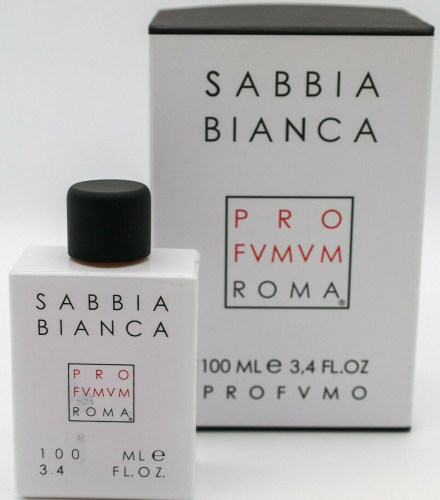 SABBIA
BIANCA
PRO
FVMVM
ROMA®
100 ML e 3,4 FL.OZ
PROFVMO
SABBIA
BIANCA
PRO
FVMVM
ROMA®
100 ML e
3.4 FL.OZ.